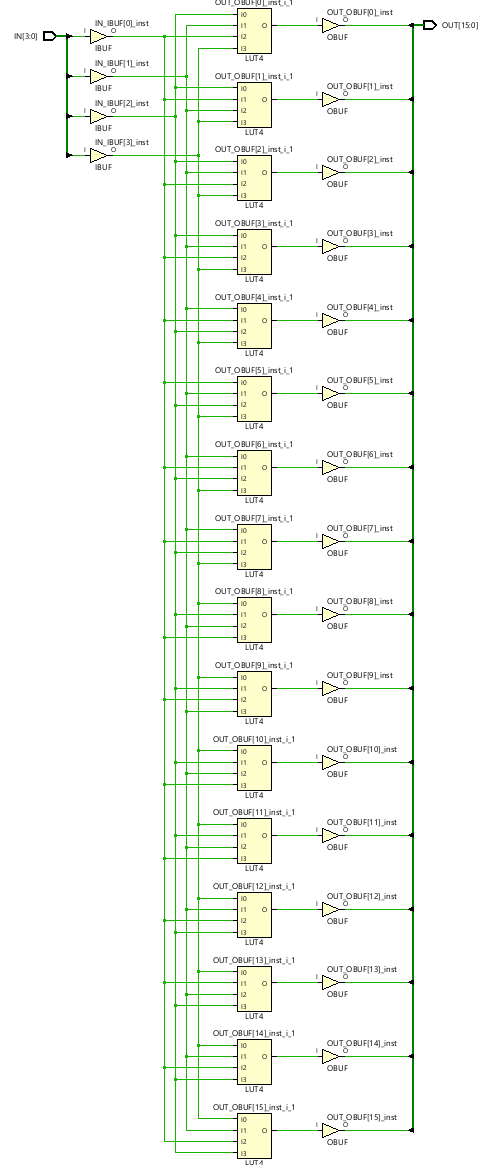 OUT_OBUF[0]_inst_i_1
IN_IBUF[0]_inst
OUT_OBUF[0]_inst
IN[3:0]
I
O
IBUF
I0
I1
I2
I3
O
LUT4
I
O
OBUF
OUT[15:0]
IN_IBUF[1]_inst
I
O
IBUF
OUT_OBUF[1]_inst_i_1
I0
I1
I2
I3
O
LUT4
OUT_OBUF[1]_inst
I
O
OBUF
IN_IBUF[2]_inst
I
O
IBUF
IN_IBUF[3]_inst
I
O
IBUF
OUT_OBUF[2]_inst_i_1
I0
I1
I2
I3
O
LUT4
OUT_OBUF[2]_inst
I
O
OBUF
OUT_OBUF[3]_inst_i_1
I0
I1
I2
I3
O
LUT4
OUT_OBUF[3]_inst
I
O
OBUF
OUT_OBUF[4]_inst_i_1
I0
I1
I2
I3
O
LUT4
OUT_OBUF[4]_inst
I
O
OBUF
OUT_OBUF[5]_inst_i_1
I0
I1
I2
I3
O
LUT4
OUT_OBUF[5]_inst
I
O
OBUF
OUT_OBUF[6]_inst_i_1
I0
I1
I2
I3
O
LUT4
OUT_OBUF[6]_inst
I
O
OBUF
OUT_OBUF[7]_inst_i_1
I0
I1
I2
I3
O
LUT4
OUT_OBUF[7]_inst
I
O
OBUF
OUT_OBUF[8]_inst_i_1
I0
I1
I2
I3
O
LUT4
OUT_OBUF[8]_inst
I
O
OBUF
OUT_OBUF[9]_inst_i_1
I0
I1
I2
I3
O
LUT4
OUT_OBUF[9]_inst
I
O
OBUF
OUT_OBUF[10]_inst_i_1
I0
I1
I2
I3
O
LUT4
OUT_OBUF[10]_inst
I
O
OBUF
OUT_OBUF[11]_inst_i_1
I0
I1
I2
I3
O
LUT4
OUT_OBUF[11]_inst
I
O
OBUF
OUT_OBUF[12]_inst_i_1
I0
I1
I2
I3
O
LUT4
OUT_OBUF[12]_inst
I
O
OBUF
OUT_OBUF[13]_inst_i_1
I0
I1
I2
I3
O
LUT4
OUT_OBUF[13]_inst
I
O
OBUF
OUT_OBUF[14]_inst_i_1
I0
I1
I2
I3
O
LUT4
OUT_OBUF[14]_inst
I
O
OBUF
OUT_OBUF[15]_inst_i_1
I0
I1
I2
I3
O
LUT4
OUT_OBUF[15]_inst
I
O
OBUF